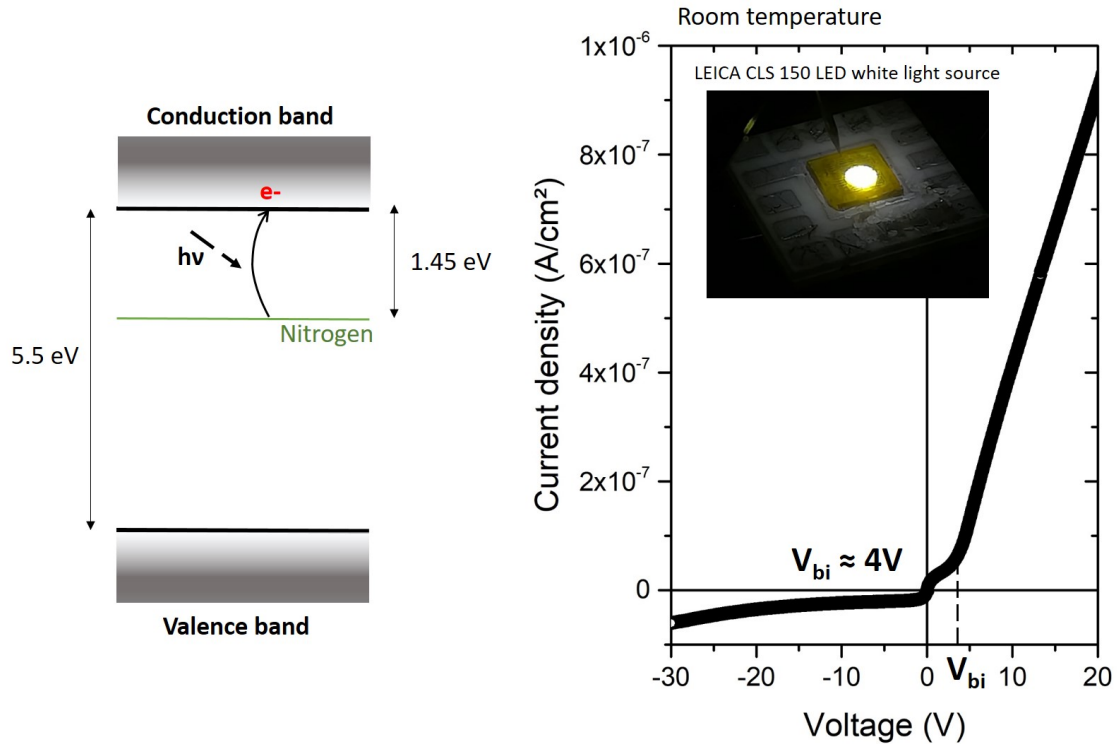 Conduction band
e-
hν
1.45 eV
Nitrogen
5.5 eV
Valence band
Room temperature
LEICA CLS 150 LED white light source
1x10⁻⁶
8x10⁻⁷
6x10⁻⁷
4x10⁻⁷
2x10⁻⁷
0
Current density (A/cm²)
V_bi ≈ 4V
-30 -20 -10 0 V_bi 10 20
Voltage (V)